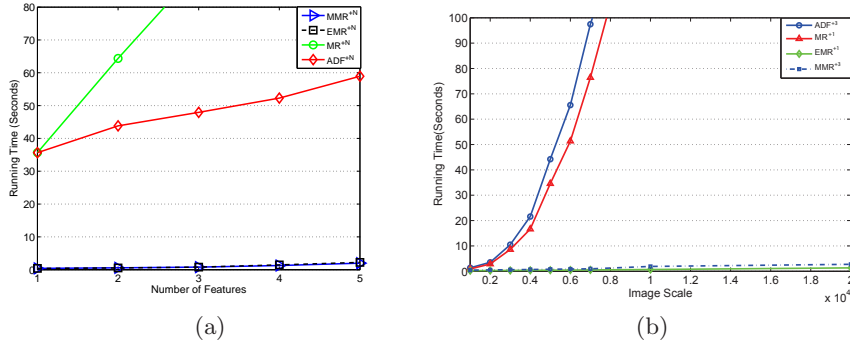 80
70
60
50
40
30
20
10
0
Running Time (Seconds)
1 2 3 4 5
Number of Features
MMR+N
EMR+N
MR+N
ADF+N
(a)
100
90
80
70
60
50
40
30
20
10
0
Running Time(Seconds)
0.2 0.4 0.6 0.8 1 1.2 1.4 1.6 1.8 2
x 10⁴
Image Scale
ADF+3
MR+1
EMR+1
MMR+3
(b)